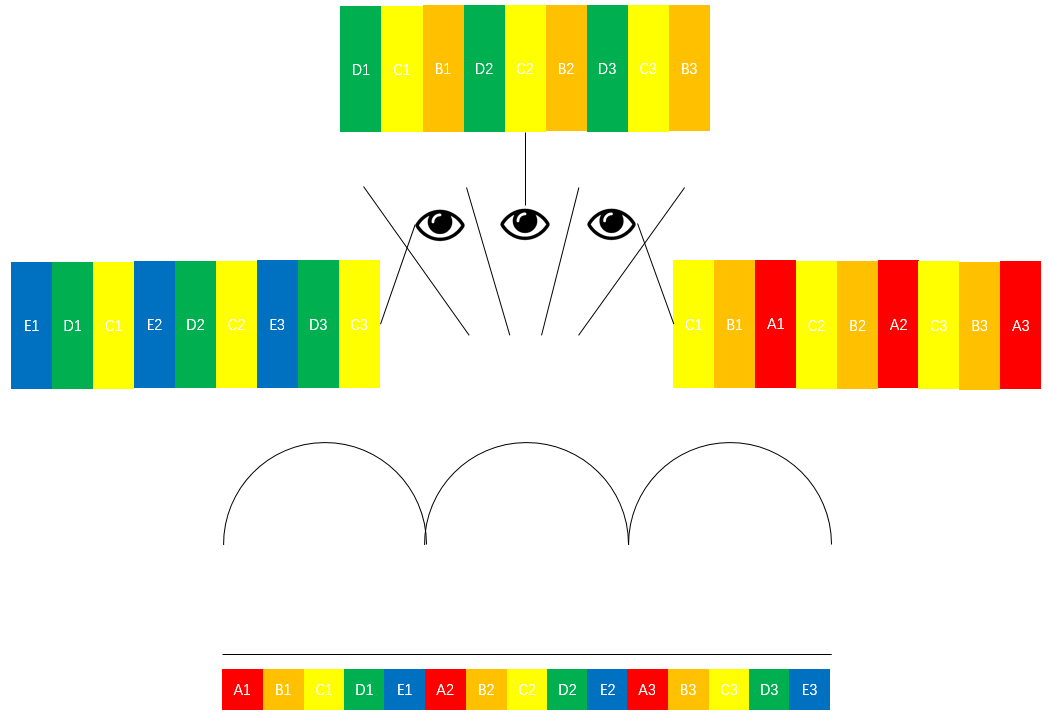 D1 C1 B1 D2 C2 B2 D3 C3 B3
E1 D1 C1 E2 D2 C2 E3 D3 C3
C1 B1 A1 C2 B2 A2 C3 B3 A3
A1 B1 C1 D1 E1 A2 B2 C2 D2 E2 A3 B3 C3 D3 E3